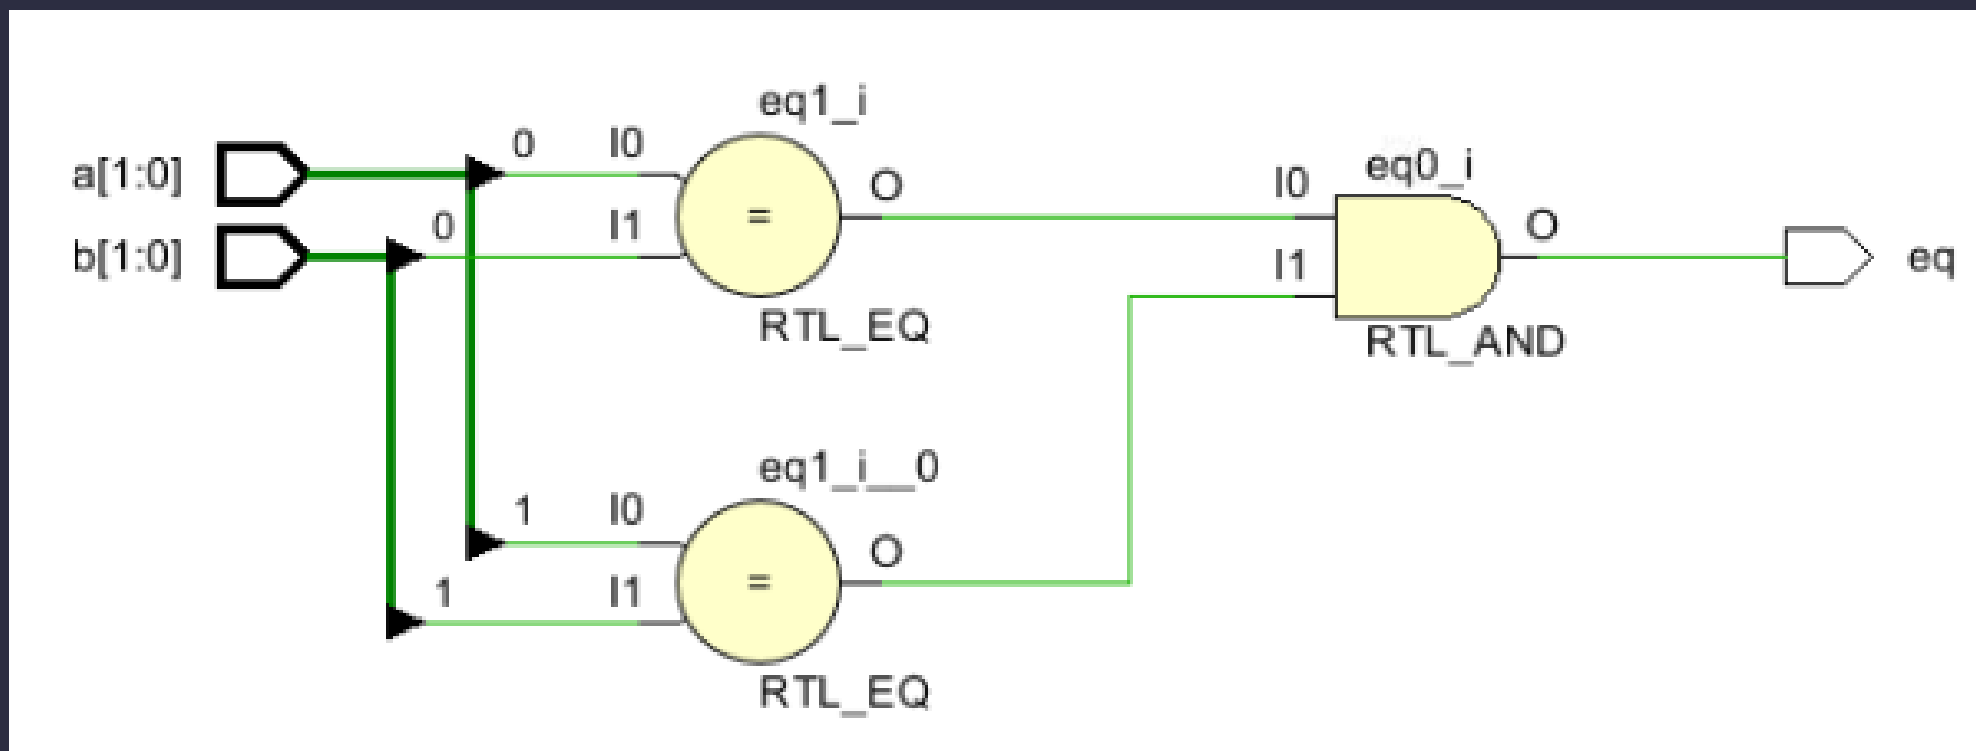 eq1_i
a[1:0]
0
I0
O
=
b[1:0]
0
I1
RTL_EQ
eq0_i
I0
O
I1
RTL_AND
eq
eq1_i__0
1
I0
O
=
1
I1
RTL_EQ